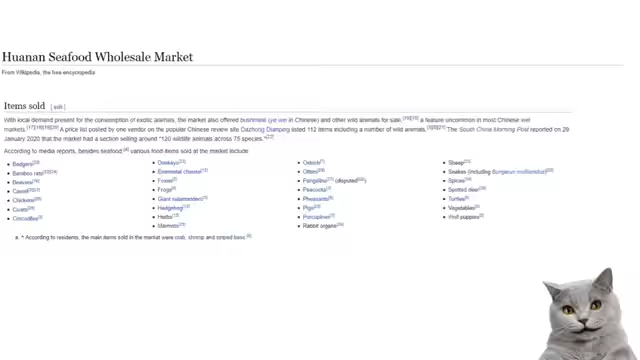 Huanan Seafood Wholesale Market
From Wikipedia, the free encyclopedia
Items sold [edit]
With local demand present for the consumption of exotic animals, the market also offered bushmeat (ye wei in Chinese) and other wild animals for sale, a feature uncommon in most Chinese wet
markets. A price list posted by one vendor on the popular Chinese review site Dazhong Dianping listed 112 items including a number of wild animals. The South China Morning Post reported on 29
January 2020 that the market had a section selling around "120 wildlife animals across 75 species."
According to media reports, besides seafood, various food items sold at the market include
• Badgers
• Bamboo rats
• Beavers
• Camel
• Chickens
• Civets
• Crocodiles
• Donkeys
• Foxes
• Frogs
• Giant salamanders
• Hedgehog
• Herbs
• Marmots
• Ostrich
• Otters
• Pangolins (disputed)
• Peacocks
• Pheasants
• Pigs
• Porcupines
• Rabbit organs
• Sheep
• Snakes (including Bungarus multicinctus)
• Spices
• Spotted deer
• Turtles
• Vegetables
• Wolf puppies
a. ^ According to residents, the main items sold in the market were crab, shrimp and striped bass.